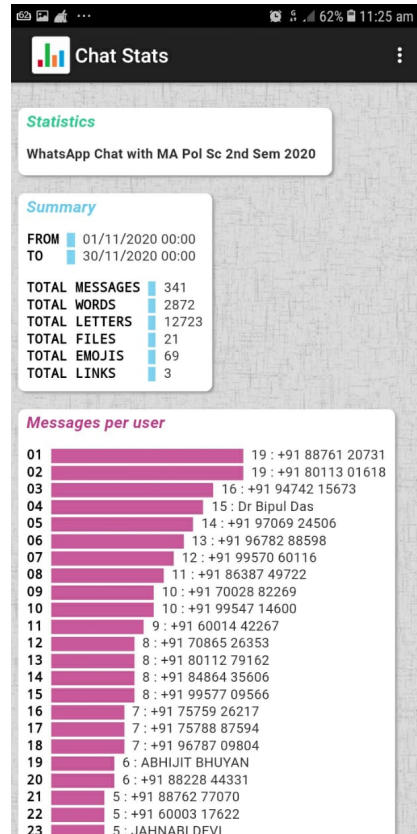 62 62% 11:25 am
Chat Stats
Statistics
WhatsApp Chat with MA Pol Sc 2nd Sem 2020
Summary
FROM 01/11/2020 00:00
TO 30/11/2020 00:00
TOTAL MESSAGES 341
TOTAL WORDS 2872
TOTAL LETTERS 12723
TOTAL FILES 21
TOTAL EMOJIS 69
TOTAL LINKS 3
Messages per user
01 19 : +91 88761 20731
02 19 : +91 80113 01618
03 16 : +91 94742 15673
04 15 : Dr Bipul Das
05 14 : +91 97069 24506
06 13 : +91 96782 88598
07 12 : +91 99570 60116
08 11 : +91 86387 49722
09 10 : +91 70028 82269
10 10 : +91 99547 14600
11 9 : +91 60014 42267
12 8 : +91 70865 26353
13 8 : +91 80112 79162
14 8 : +91 84864 35606
15 8 : +91 99577 09566
16 7 : +91 75759 26217
17 7 : +91 75788 87594
18 7 : +91 96787 09804
19 6 : ABHIJIT BHUYAN
20 6 : +91 88228 44331
21 5 : +91 88762 77070
22 5 : +91 60003 17622
23 5 : JAHNABI DEVI